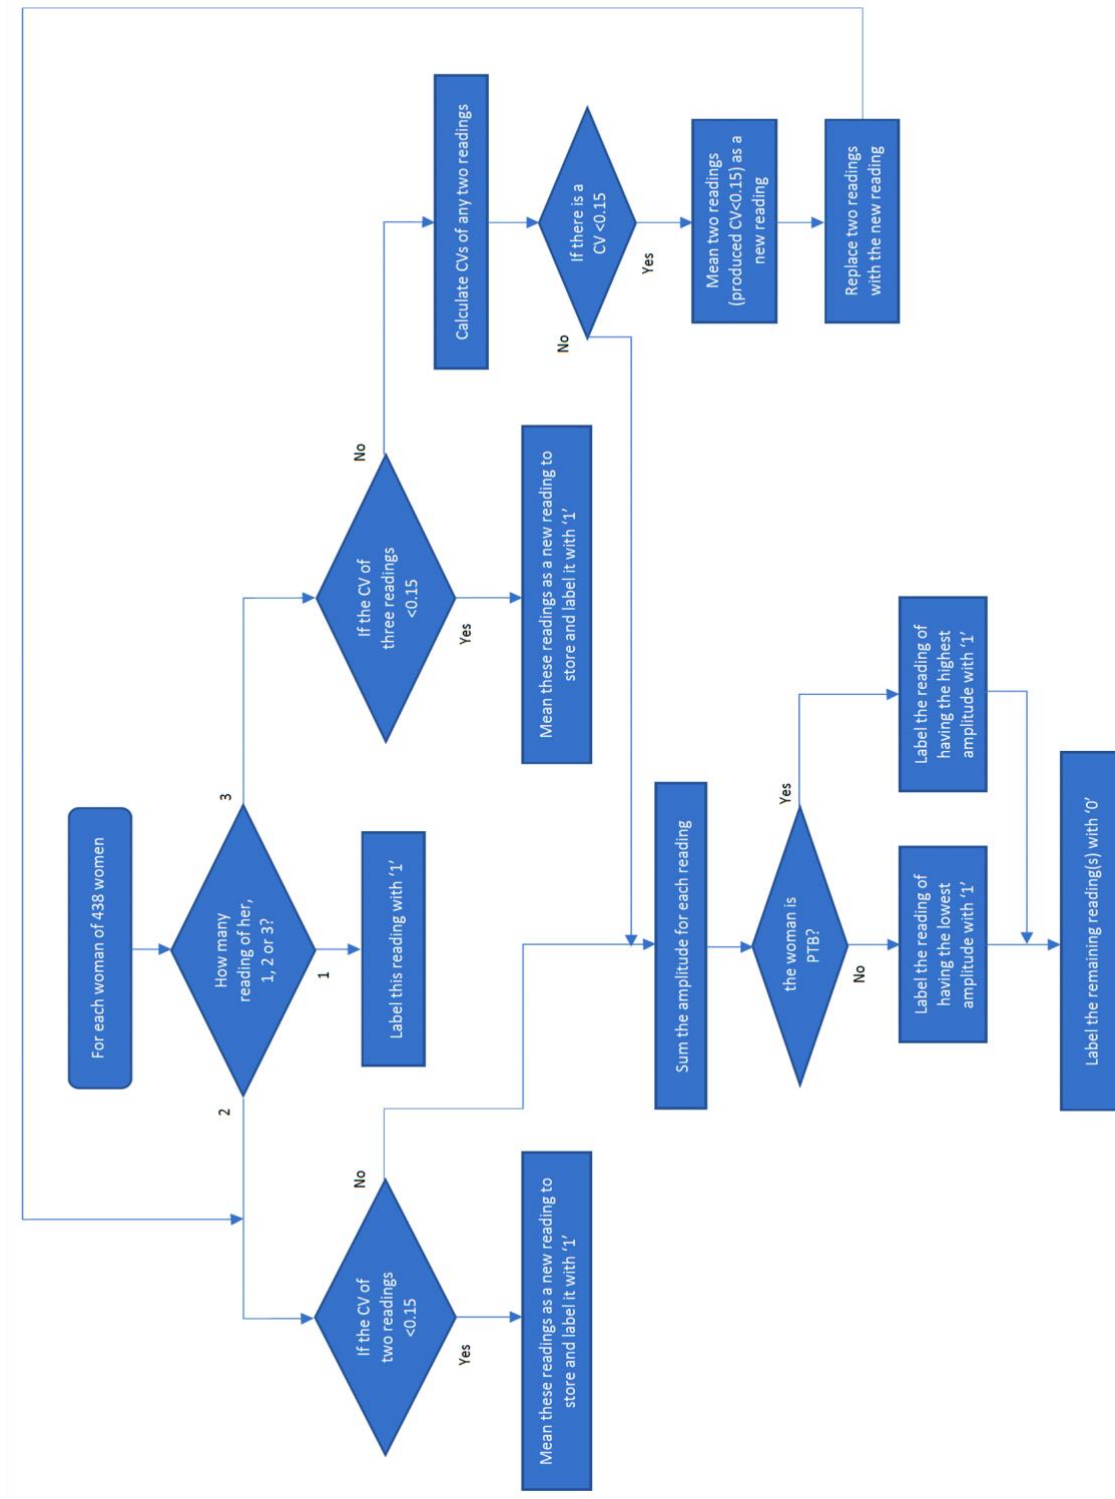 For each woman of 438 women
How many
reading of her,
1, 2 or 3?
2
3
1
Label this reading with ‘1’
If the CV of
two readings
<0.15
No
Yes
Mean these readings as a new reading to
store and label it with ‘1’
If the CV of
three readings
<0.15
No
Yes
Mean these readings as a new reading to
store and label it with ‘1’
Calculate CVs of any two readings
If there is a
CV <0.15
No
Yes
Mean two readings
(produced CV<0.15) as a
new reading
Replace two readings
with the new reading
Sum the amplitude for each reading
the woman is
PTB?
Yes
No
Label the reading of
having the lowest
amplitude with ‘1’
Label the reading of
having the highest
amplitude with ‘1’
Label the remaining reading(s) with ‘0’